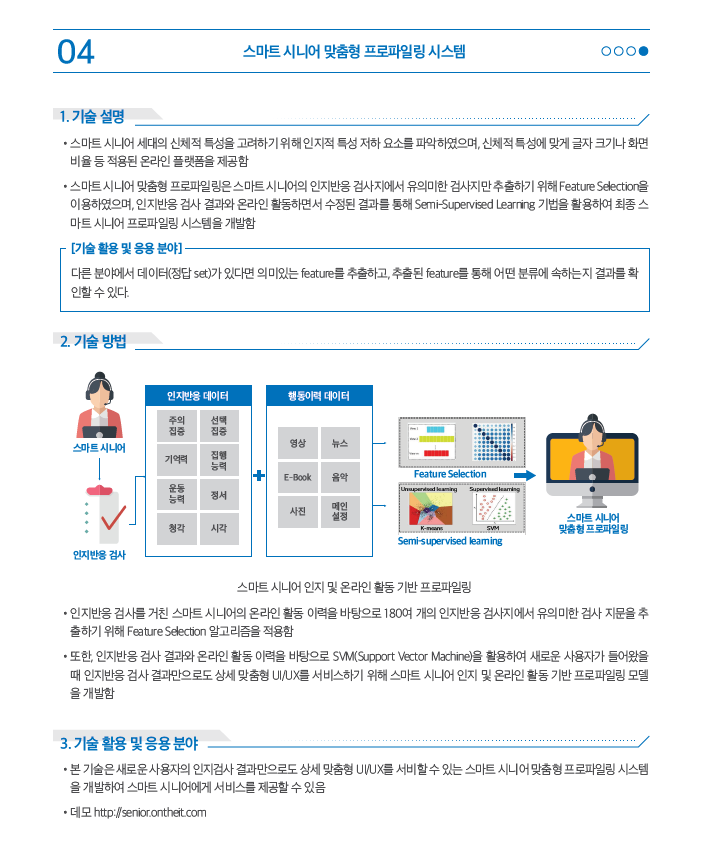 04
스마트 시니어 맞춤형 프로파일링 시스템
1. 기술 설명
• 스마트 시니어 세대의 신체적 특성을 고려하기 위해 인지적 특성 저하 요소를 파악하였으며, 신체적 특성에 맞게 글자 크기나 화면
비율 등 적용된 온라인 플랫폼을 제공함
• 스마트 시니어 맞춤형 프로파일링은 스마트 시니어의 인지반응 검사지에서 유의미한 검사지만 추출하기 위해 Feature Selection을
이용하였으며, 인지반응 검사 결과와 온라인 활동하면서 수정된 결과를 통해 Semi-Supervised Learning 기법을 활용하여 최종 스
마트 시니어 프로파일링 시스템을 개발함
[기술 활용 및 응용 분야]
다른 분야에서 데이터(정답 set)가 있다면 의미있는 feature를 추출하고, 추출된 feature를 통해 어떤 분류에 속하는지 결과를 확
인할 수 있다.
2. 기술 방법
스마트 시니어
인지반응 검사
인지반응 데이터
주의
집중
선택
집중
기억력
집행
능력
운동
능력
정서
청각
시각
행동이력 데이터
영상
뉴스
E-Book
음악
사진
메인
설정
Feature Selection
Unsupervised learning
Supervised learning
K-means
SVM
Semi-supervised learning
스마트 시니어
맞춤형 프로파일링
스마트 시니어 인지 및 온라인 활동 기반 프로파일링
• 인지반응 검사를 거친 스마트 시니어의 온라인 활동 이력을 바탕으로 180여 개의 인지반응 검사지에서 유의미한 검사 지문을 추
출하기 위해 Feature Selection 알고리즘을 적용함
• 또한, 인지반응 검사 결과와 온라인 활동 이력을 바탕으로 SVM(Support Vector Machine)을 활용하여 새로운 사용자가 들어왔을
때 인지반응 검사 결과만으로도 상세 맞춤형 UI/UX를 서비스하기 위해 스마트 시니어 인지 및 온라인 활동 기반 프로파일링 모델
을 개발함
3. 기술 활용 및 응용 분야
• 본 기술은 새로운 사용자의 인지검사 결과만으로도 상세 맞춤형 UI/UX를 서비할 수 있는 스마트 시니어 맞춤형 프로파일링 시스템
을 개발하여 스마트 시니어에게 서비스를 제공할 수 있음
• 데모 http://senior.ontheit.com